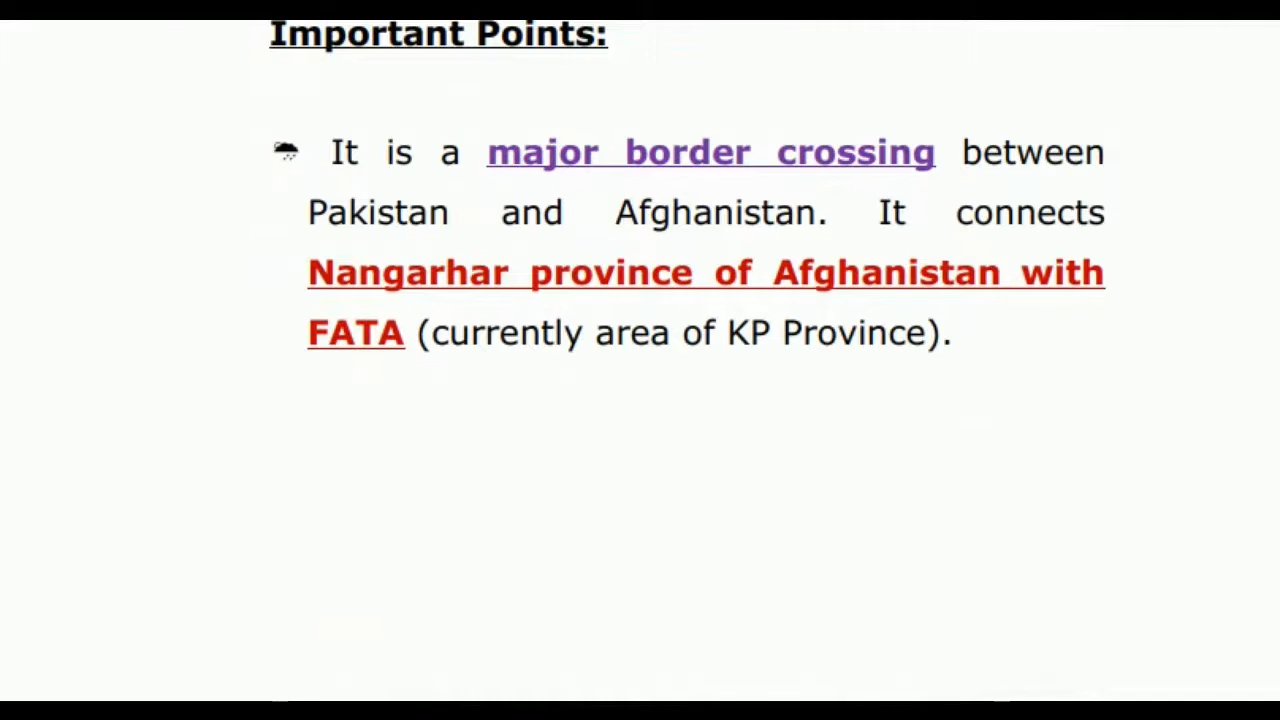 Important Points:
It is a major border crossing between
Pakistan and Afghanistan. It connects
Nangarhar province of Afghanistan with
FATA (currently area of KP Province).